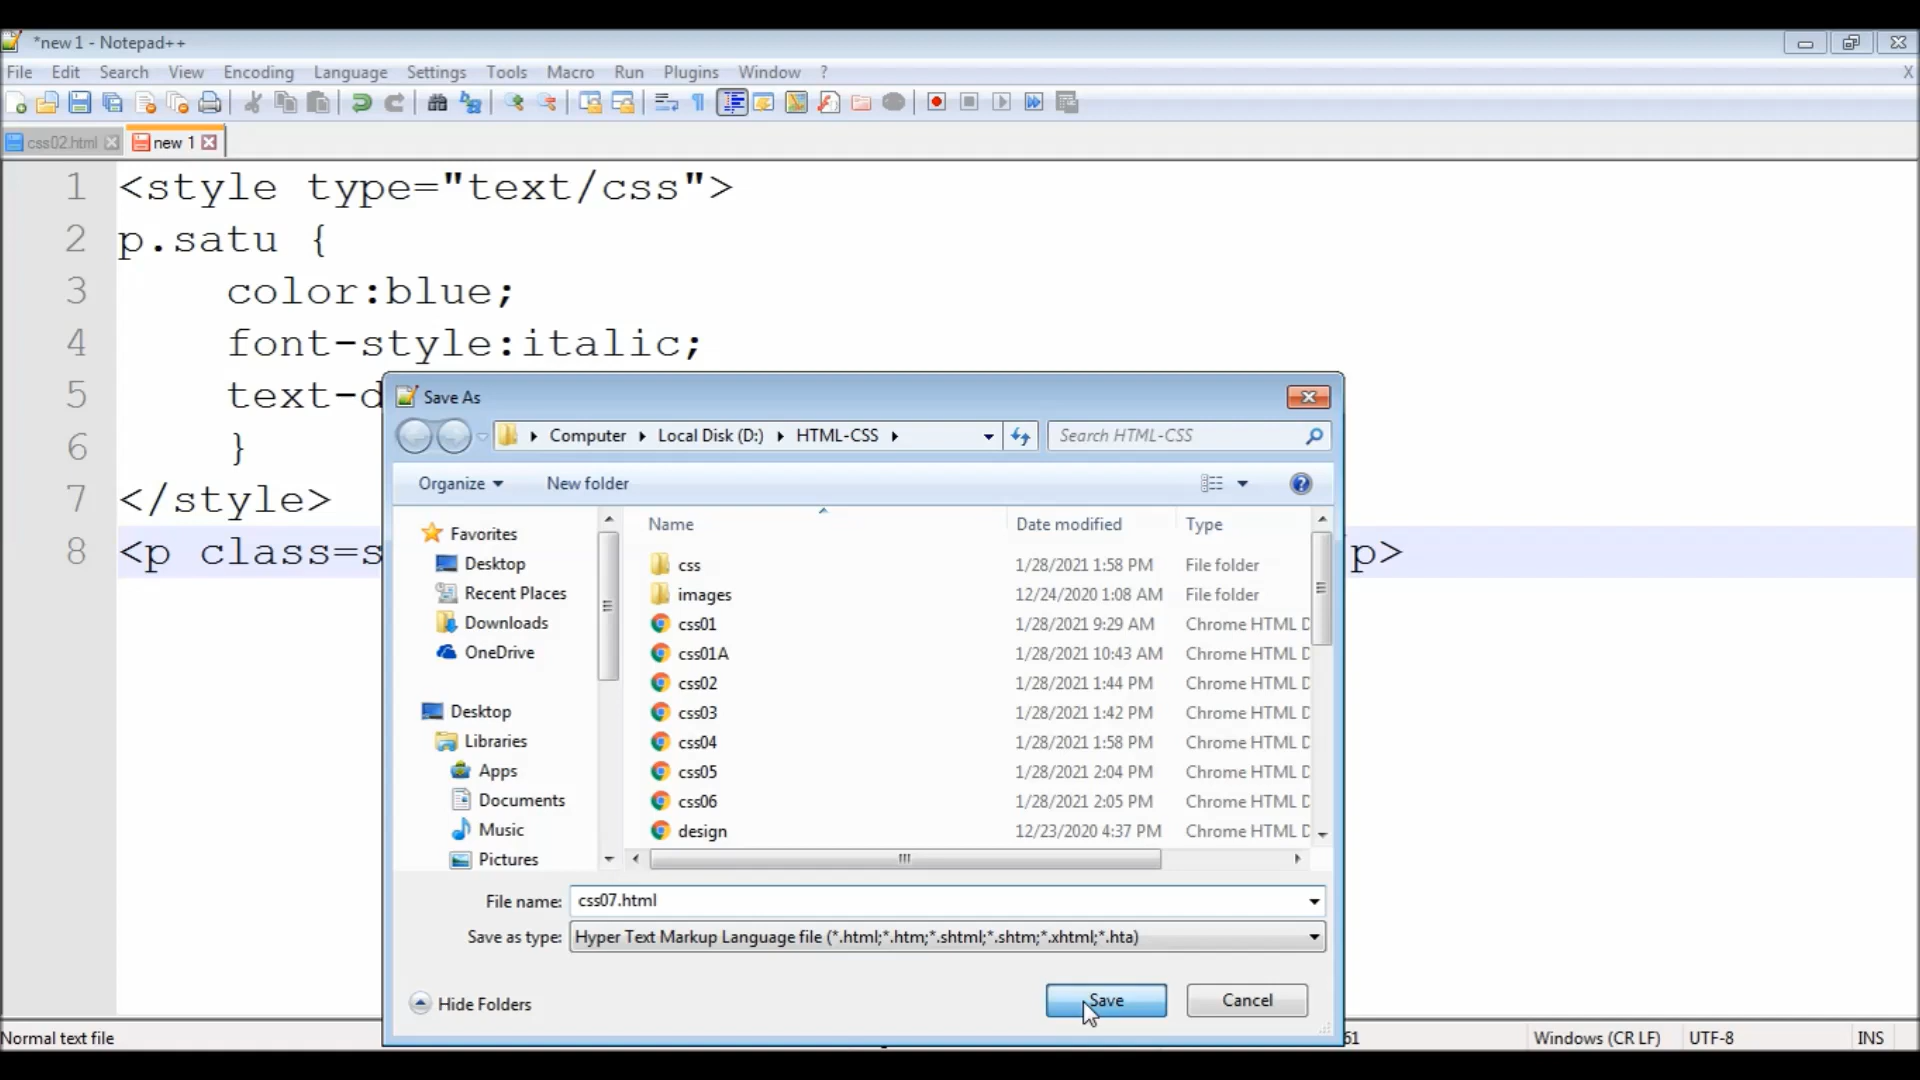 *new 1 - Notepad++
File Edit Search View Encoding Language Settings Tools Macro Run Plugins Window ? X
css02.html new 1
1 <style type="text/css">
2 p.satu {
3 color:blue;
4 font-style:italic;
5 text-d
6 }
7 </style>
8 <p class=s p>
Save As
Computer Local Disk (D:) HTML-CSS Search HTML-CSS
Organize New folder
Favorites
Desktop
Recent Places
Downloads
OneDrive
Desktop
Libraries
Apps
Documents
Music
Pictures
Name Date modified Type
css 1/28/2021 1:58 PM File folder
images 12/24/2020 1:08 AM File folder
css01 1/28/2021 9:29 AM Chrome HTML D
css01A 1/28/2021 10:43 AM Chrome HTML D
css02 1/28/2021 1:44 PM Chrome HTML D
css03 1/28/2021 1:42 PM Chrome HTML D
css04 1/28/2021 1:58 PM Chrome HTML D
css05 1/28/2021 2:04 PM Chrome HTML D
css06 1/28/2021 2:05 PM Chrome HTML D
design 12/23/2020 4:37 PM Chrome HTML D
File name: css07.html
Save as type: Hyper Text Markup Language file (*.html;*.htm;*.shtml;*.shtm;*.xhtml;*.hta)
Hide Folders Save Cancel
Normal text file 61 Windows (CR LF) UTF-8 INS